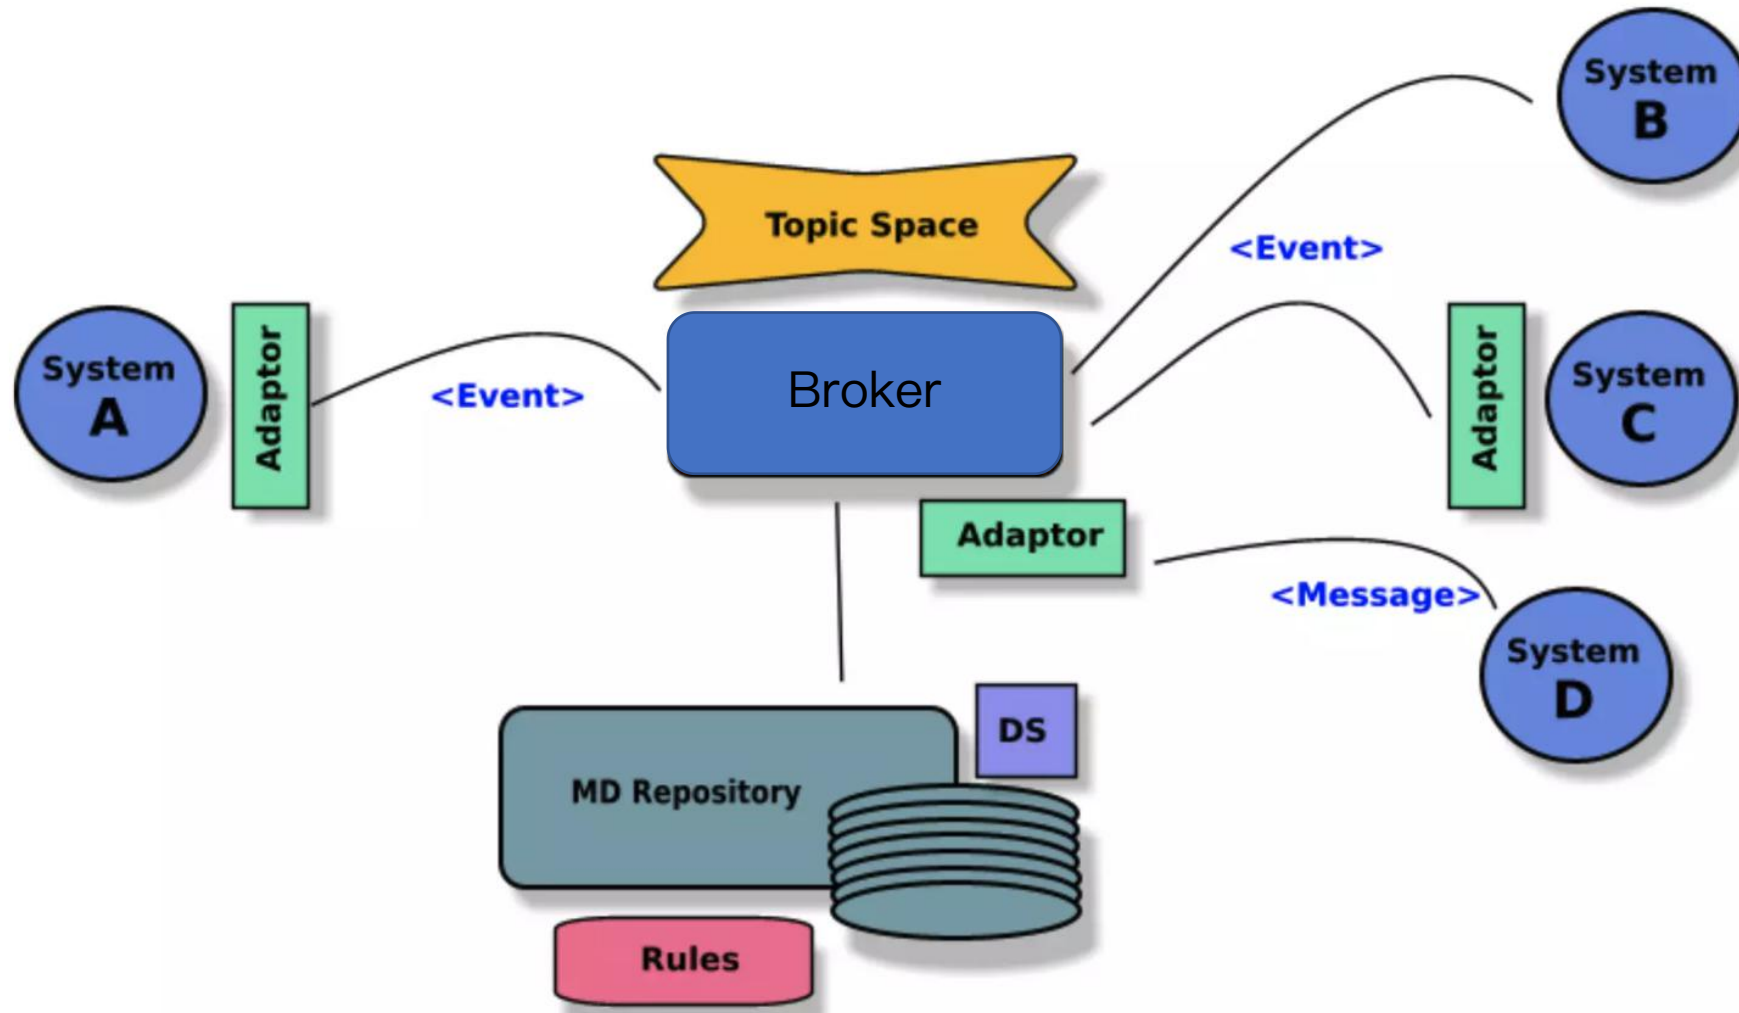 System
B
Topic Space
<Event>
System
A
Adaptor
<Event>
Broker
Adaptor
System
C
Adaptor
<Message>
System
D
DS
MD Repository
Rules